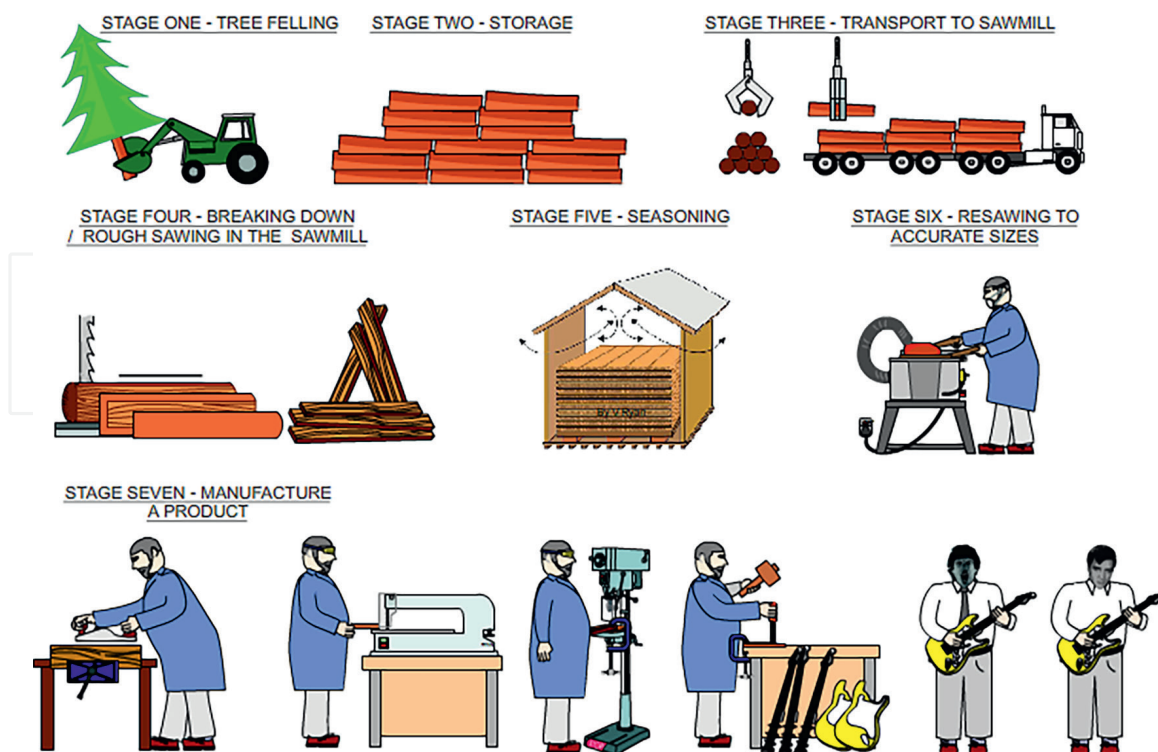 STAGE ONE - TREE FELLING
STAGE TWO - STORAGE
STAGE THREE - TRANSPORT TO SAWMILL
STAGE FOUR - BREAKING DOWN
/ ROUGH SAWING IN THE SAWMILL
STAGE FIVE - SEASONING
By V Ryan
STAGE SIX - RESAWING TO
ACCURATE SIZES
STAGE SEVEN - MANUFACTURE
A PRODUCT